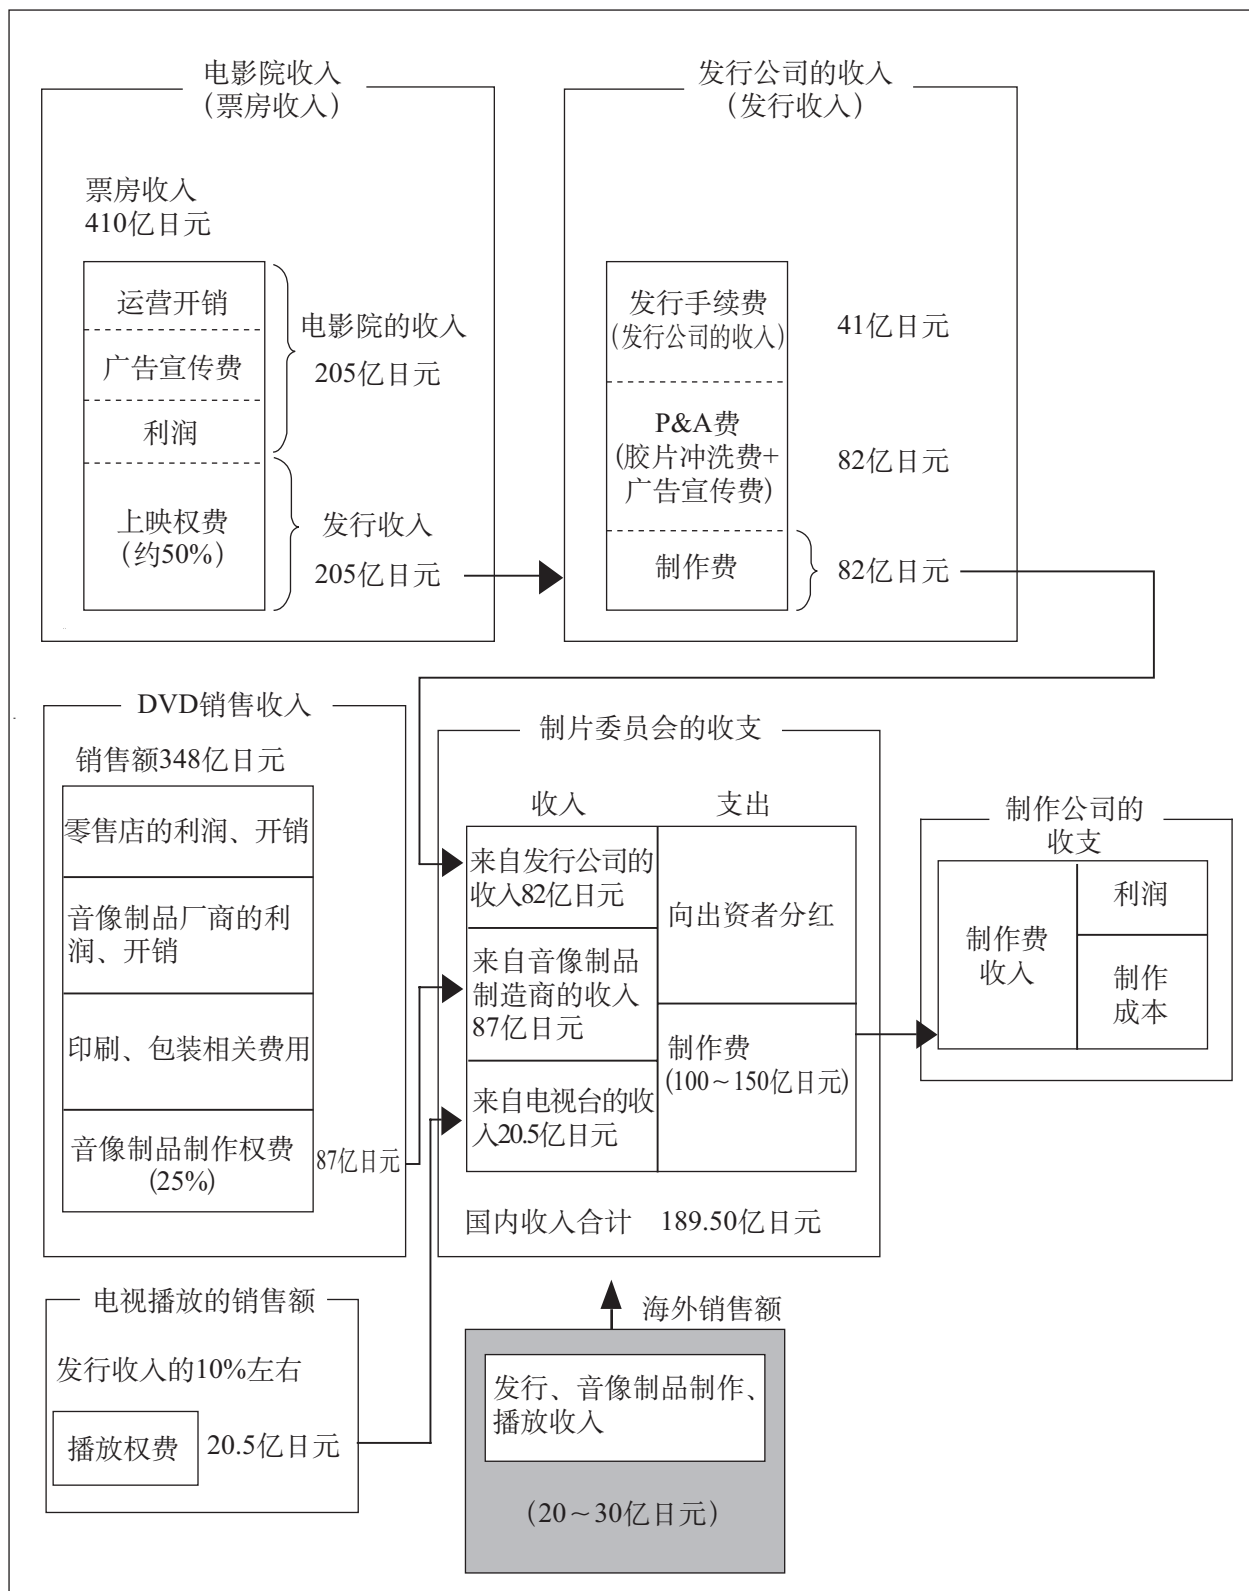 电影院收入
（票房收入）
票房收入
410亿日元
运营开销
广告宣传费
利润
上映权费
（约50%）
电影院的收入
205亿日元
发行收入
205亿日元
发行公司的收入
（发行收入）
发行手续费
(发行公司的收入)
41亿日元
P&A费
(胶片冲洗费+
广告宣传费)
82亿日元
制作费
82亿日元
DVD销售收入
销售额348亿日元
零售店的利润、开销
音像制品厂商的利
润、开销
印刷、包装相关费用
音像制品制作权费
(25%)
87亿日元
制片委员会的收支
收入
支出
来自发行公司的
收入82亿日元
来自音像制品
制造商的收入
87亿日元
来自电视台的收
入20.5亿日元
向出资者分红
制作费
(100～150亿日元)
国内收入合计 189.50亿日元
制作公司的
收支
制作费
收入
利润
制作
成本
电视播放的销售额
发行收入的10%左右
播放权费
20.5亿日元
海外销售额
发行、音像制品制作、
播放收入
（20～30亿日元）